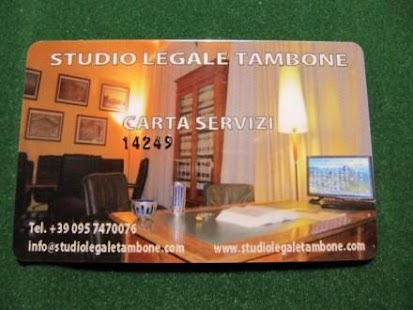 STUDIO LEGALE TAMBONE
CARTA SERVIZI
14249
Tel. +39 095 7470076
info@studiolegaletambone.com
www.studiolegaletambone.com